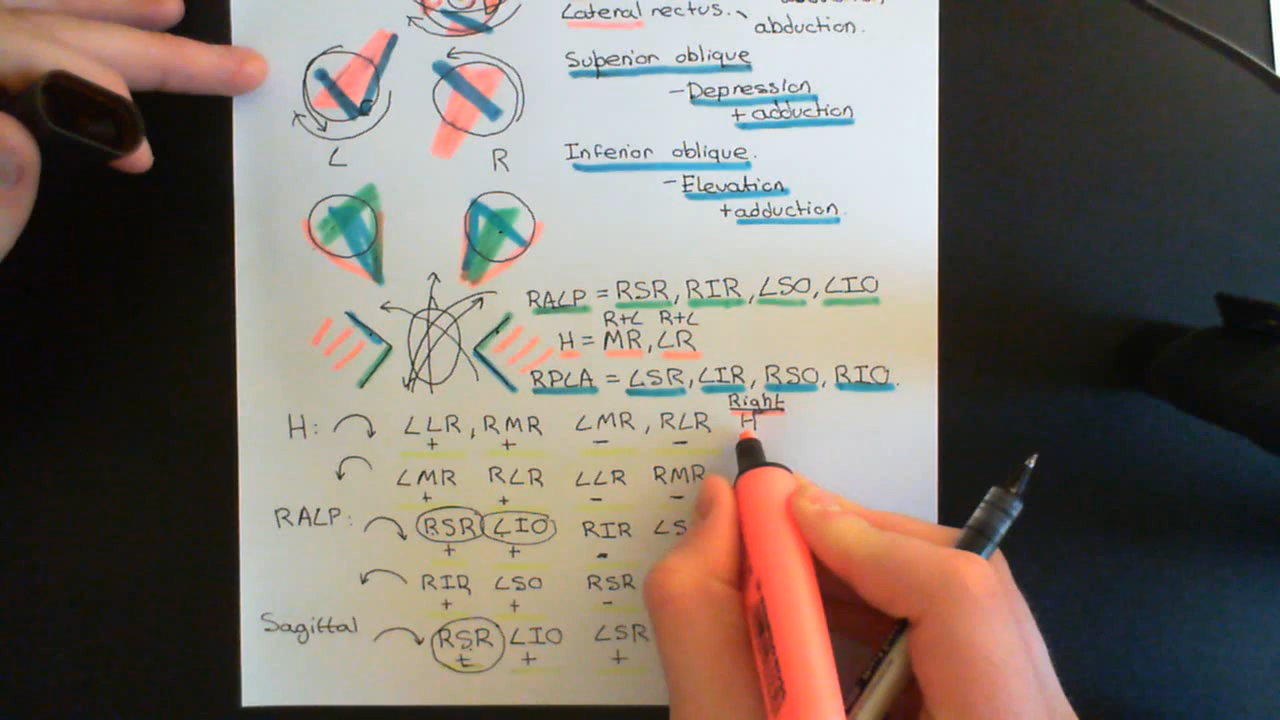 Lateral rectus.
abduction.
Superior oblique
- Depression
+ adduction
L R
Inferior oblique.
- Elevation
+ adduction.
RALP = RSR, RIR, LSO, LIO
R+L R+L
H = MR, LR
RPLA = LSR, LIR, RSO, RIO.
Right
H
H: LLR, RMR LMR, RLR
+ + - -
LMR RLR LLR RMR
+ + - -
RALP: RSR LIO RIR LS
+ + -
RIR LSO RSR
+ + -
Sagittal RSR LIO LSR
+ + +